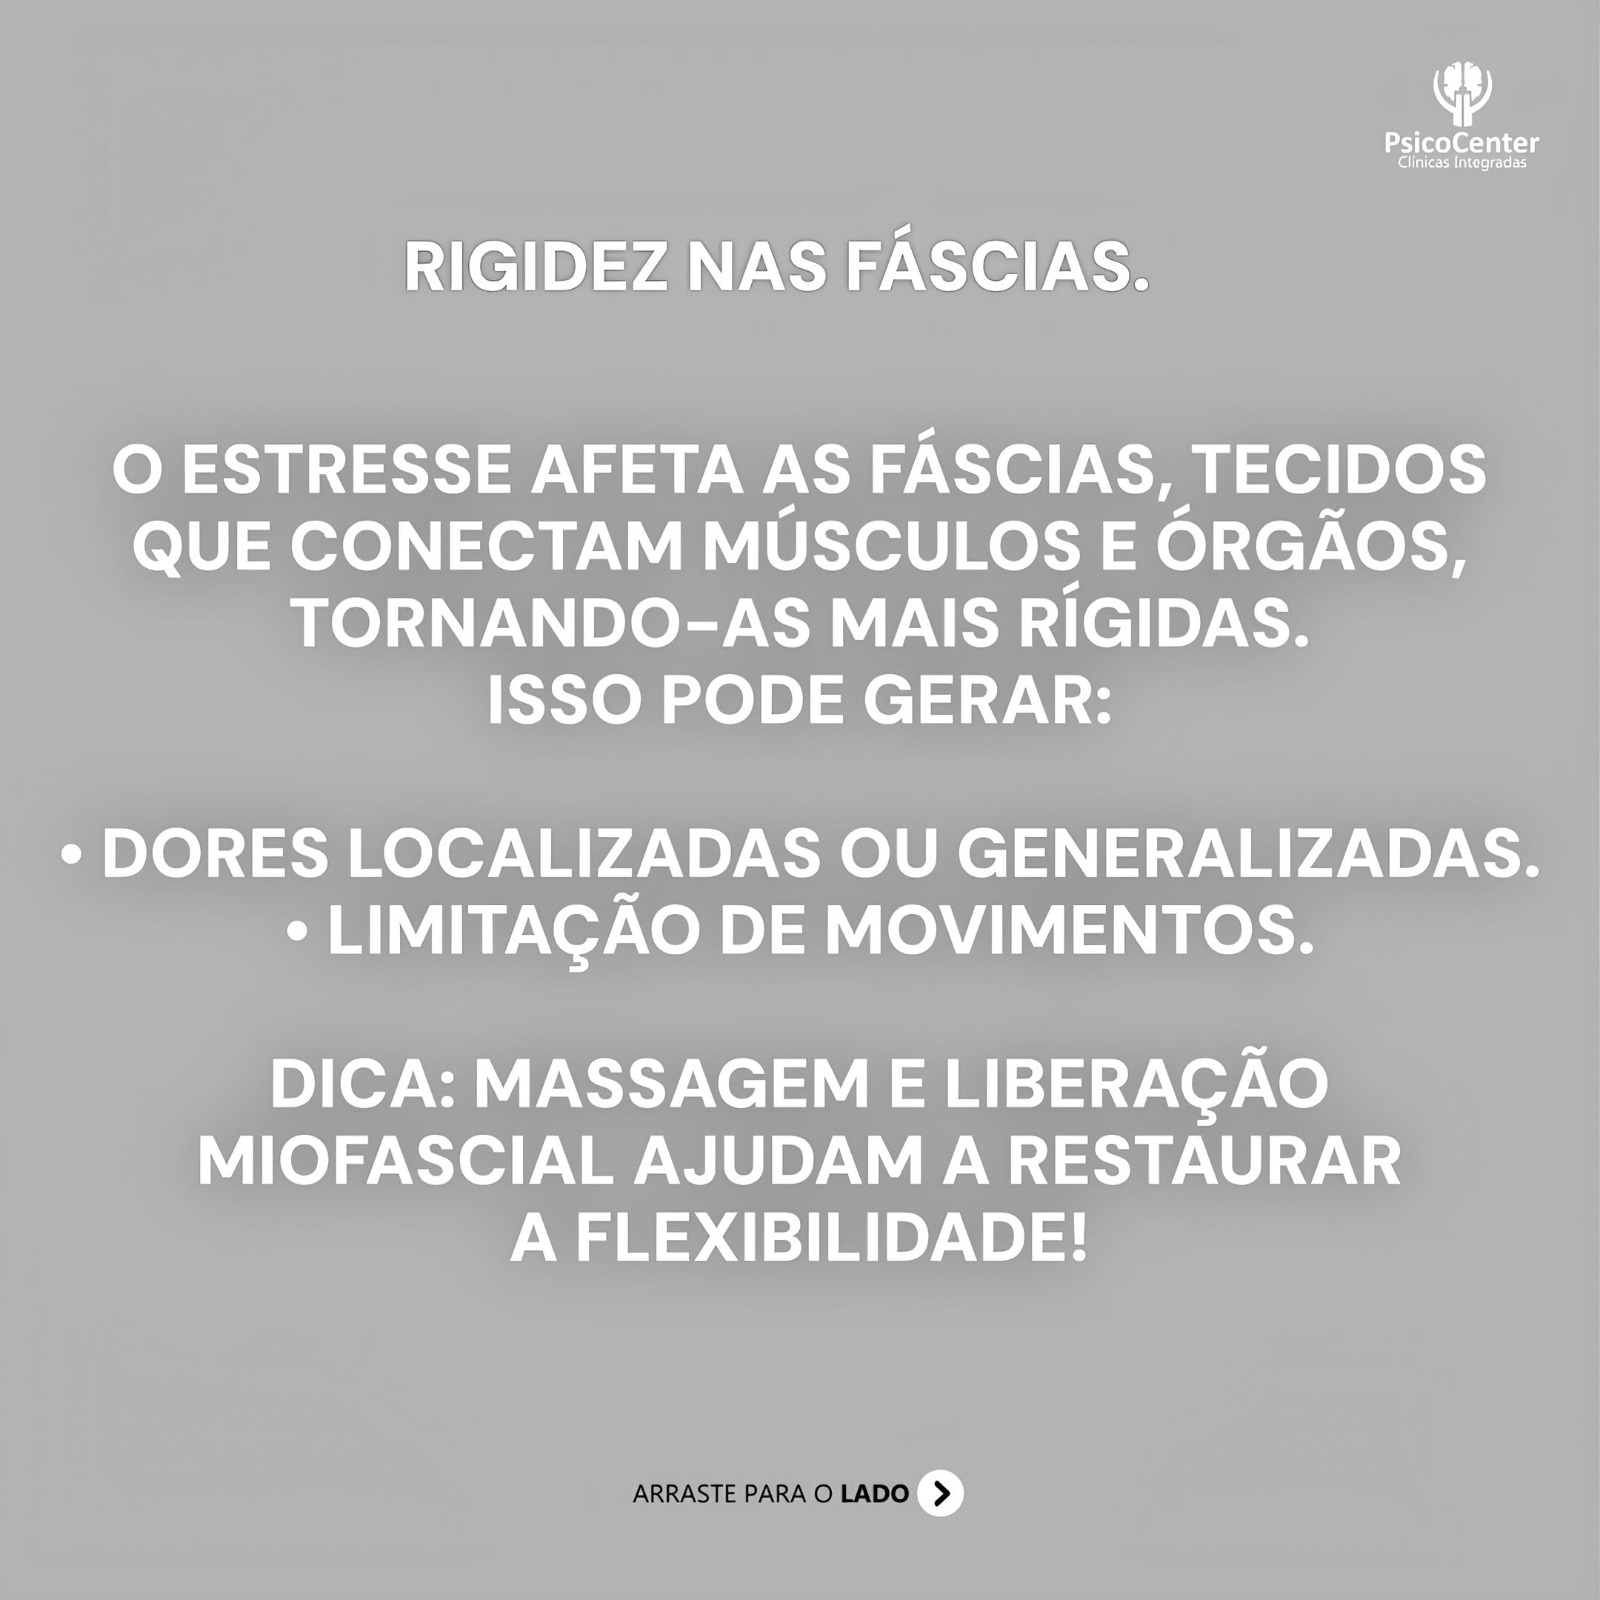 PsicoCenter
Clínicas Integradas
RIGIDEZ NAS FÁSCIAS.
O ESTRESSE AFETA AS FÁSCIAS, TECIDOS
QUE CONECTAM MÚSCULOS E ÓRGÃOS,
TORNANDO-AS MAIS RÍGIDAS.
ISSO PODE GERAR:
• DORES LOCALIZADAS OU GENERALIZADAS.
• LIMITAÇÃO DE MOVIMENTOS.
DICA: MASSAGEM E LIBERAÇÃO
MIOFASCIAL AJUDAM A RESTAURAR
A FLEXIBILIDADE!
ARRASTE PARA O LADO